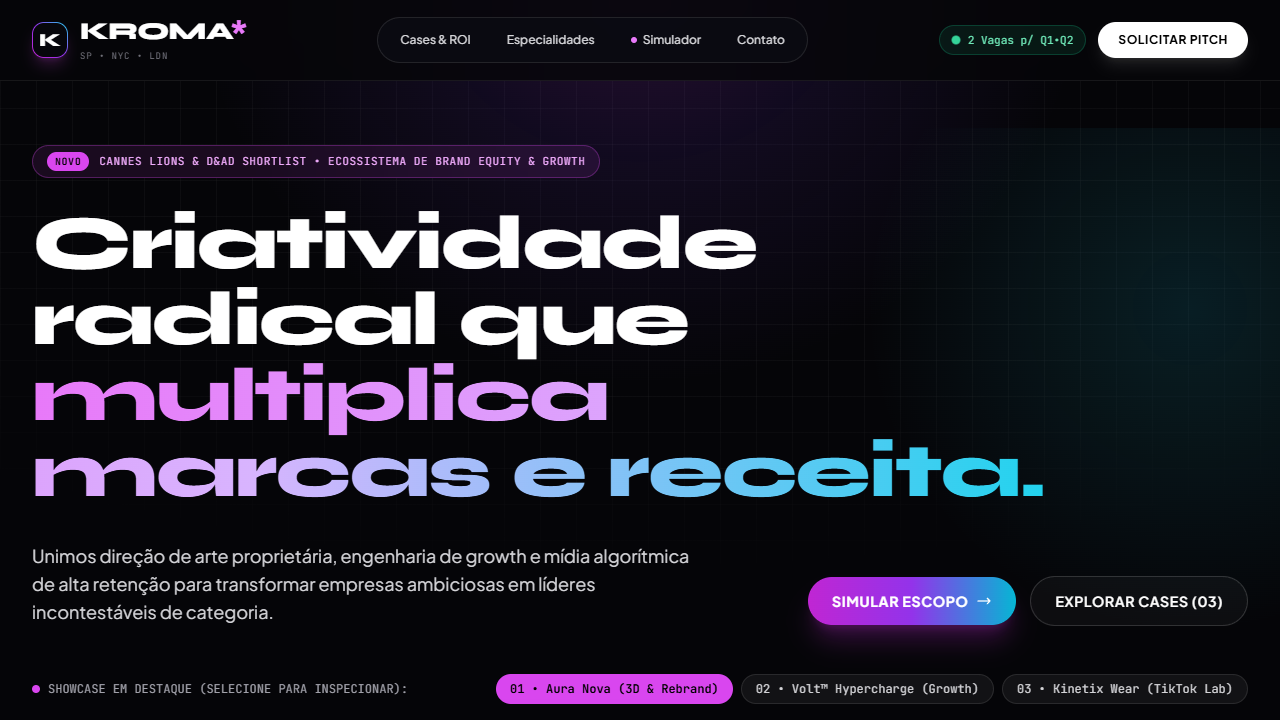 K
KROMA*
SP • NYC • LDN
Cases & ROI
Especialidades
Simulador
Contato
2 Vagas p/ Q1•Q2
SOLICITAR PITCH
NOVO
CANNES LIONS & D&AD SHORTLIST • ECOSSISTEMA DE BRAND EQUITY & GROWTH
Criatividade
radical que
multiplica
marcas e receita.
Unimos direção de arte proprietária, engenharia de growth e mídia algorítmica
de alta retenção para transformar empresas ambiciosas em líderes
incontestáveis de categoria.
SIMULAR ESCOPO →
EXPLORAR CASES (03)
SHOWCASE EM DESTAQUE (SELECIONE PARA INSPECIONAR):
01 • Aura Nova (3D & Rebrand)
02 • Volt™ Hypercharge (Growth)
03 • Kinetix Wear (TikTok Lab)